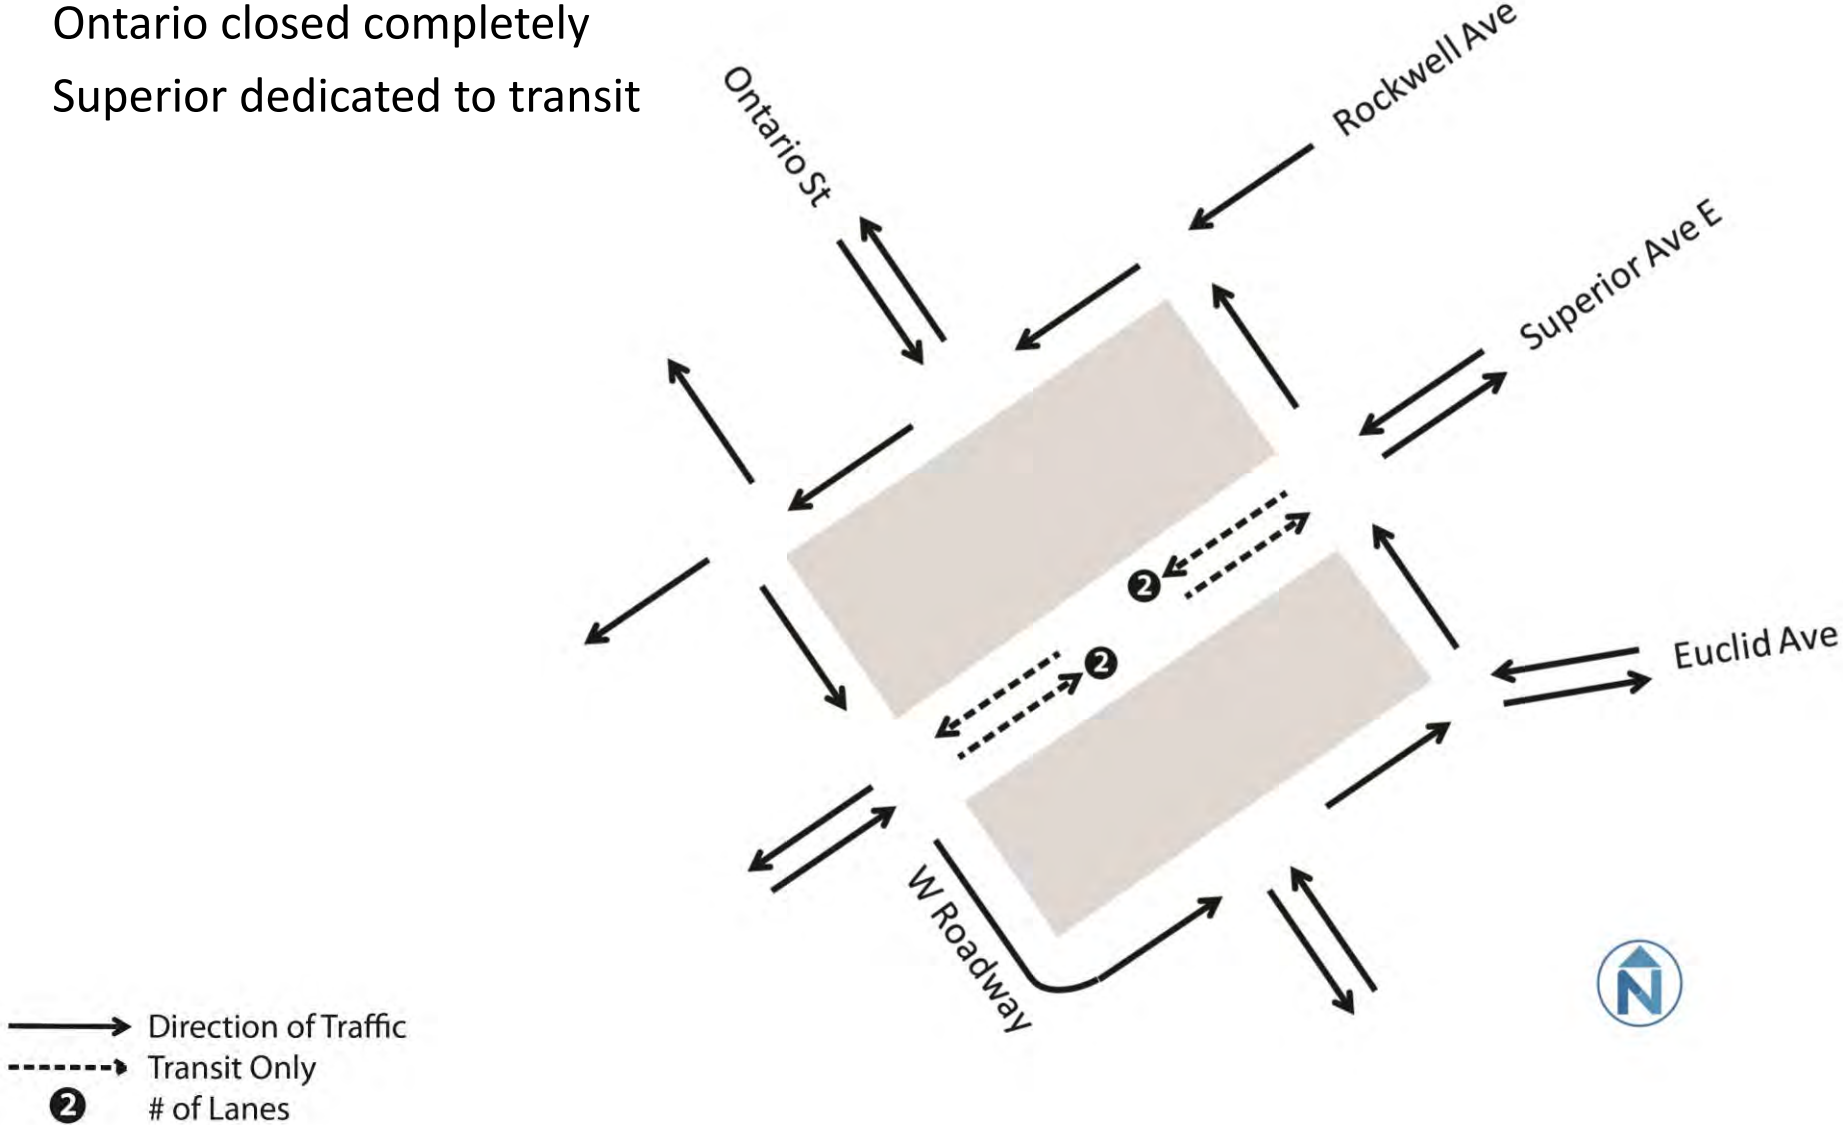 Ontario closed completely
Superior dedicated to transit
Rockwell Ave
Ontario St
Superior Ave E
2
Euclid Ave
2
W Roadway
N
Direction of Traffic
Transit Only
2 # of Lanes